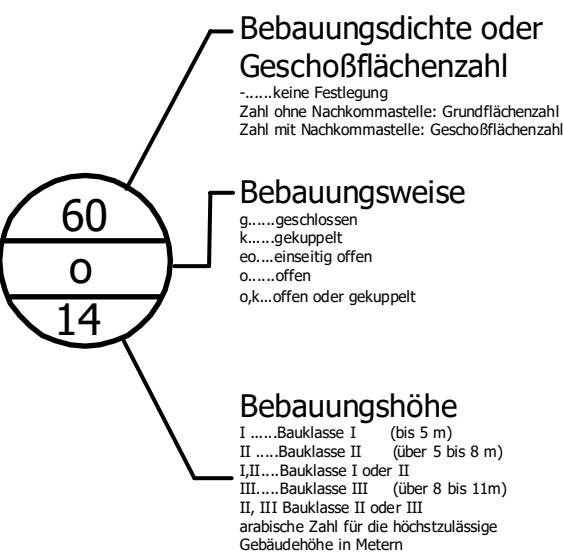 Bebauungsdichte oder
Geschoßflächenzahl
-......keine Festlegung
Zahl ohne Nachkommastelle: Grundflächenzahl
Zahl mit Nachkommastelle: Geschoßflächenzahl
60
o
14
Bebauungsweise
g......geschlossen
k......gekuppelt
eo....einseitig offen
o......offen
o,k...offen oder gekuppelt
Bebauungshöhe
I ......Bauklasse I (bis 5 m)
II .....Bauklasse II (über 5 bis 8 m)
I,II....Bauklasse I oder II
III.....Bauklasse III (über 8 bis 11m)
II, III Bauklasse II oder III
arabische Zahl für die höchstzulässige
Gebäudehöhe in Metern